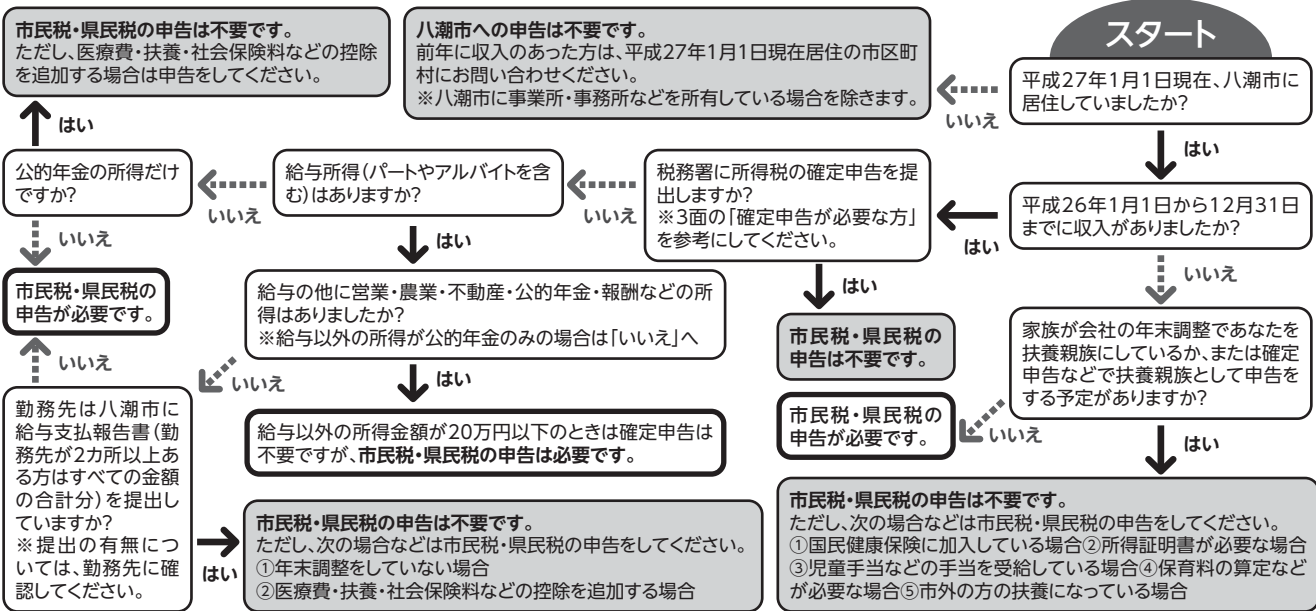 スタート
平成27年1月1日現在、八潮市に
居住していましたか?
いいえ
八潮市への申告は不要です。
前年に収入のあった方は、平成27年1月1日現在居住の市区町
村にお問い合わせください。
※八潮市に事業所・事務所などを所有している場合を除きます。
はい
平成26年1月1日から12月31日
までに収入がありましたか?
はい
税務署に所得税の確定申告を提
出しますか?
※3面の「確定申告が必要な方」
を参考にしてください。
いいえ
給与所得(パートやアルバイトを含
む)はありますか?
いいえ
公的年金の所得だけ
ですか?
はい
市民税・県民税の申告は不要です。
ただし、医療費・扶養・社会保険料などの控除
を追加する場合は申告をしてください。
いいえ
市民税・県民税の
申告が必要です。
はい
給与の他に営業・農業・不動産・公的年金・報酬などの所
得はありましたか?
※給与以外の所得が公的年金のみの場合は「いいえ」へ
はい
市民税・県民税の
申告は不要です。
いいえ
家族が会社の年末調整であなたを
扶養親族にしているか、または確定
申告などで扶養親族として申告を
する予定がありますか?
いいえ
市民税・県民税の
申告が必要です。
いいえ
勤務先は八潮市に
給与支払報告書(勤
務先が2カ所以上あ
る方はすべての金額
の合計分)を提出し
ていますか?
※提出の有無につ
いては、勤務先に確
認してください。
いいえ
はい
給与以外の所得金額が20万円以下のときは確定申告は
不要ですが、市民税・県民税の申告は必要です。
はい
市民税・県民税の申告は不要です。
ただし、次の場合などは市民税・県民税の申告をしてください。
①年末調整をしていない場合
②医療費・扶養・社会保険料などの控除を追加する場合
はい
市民税・県民税の申告は不要です。
ただし、次の場合などは市民税・県民税の申告をしてください。
①国民健康保険に加入している場合②所得証明書が必要な場合
③児童手当などの手当を受給している場合④保育料の算定など
が必要な場合⑤市外の方の扶養になっている場合